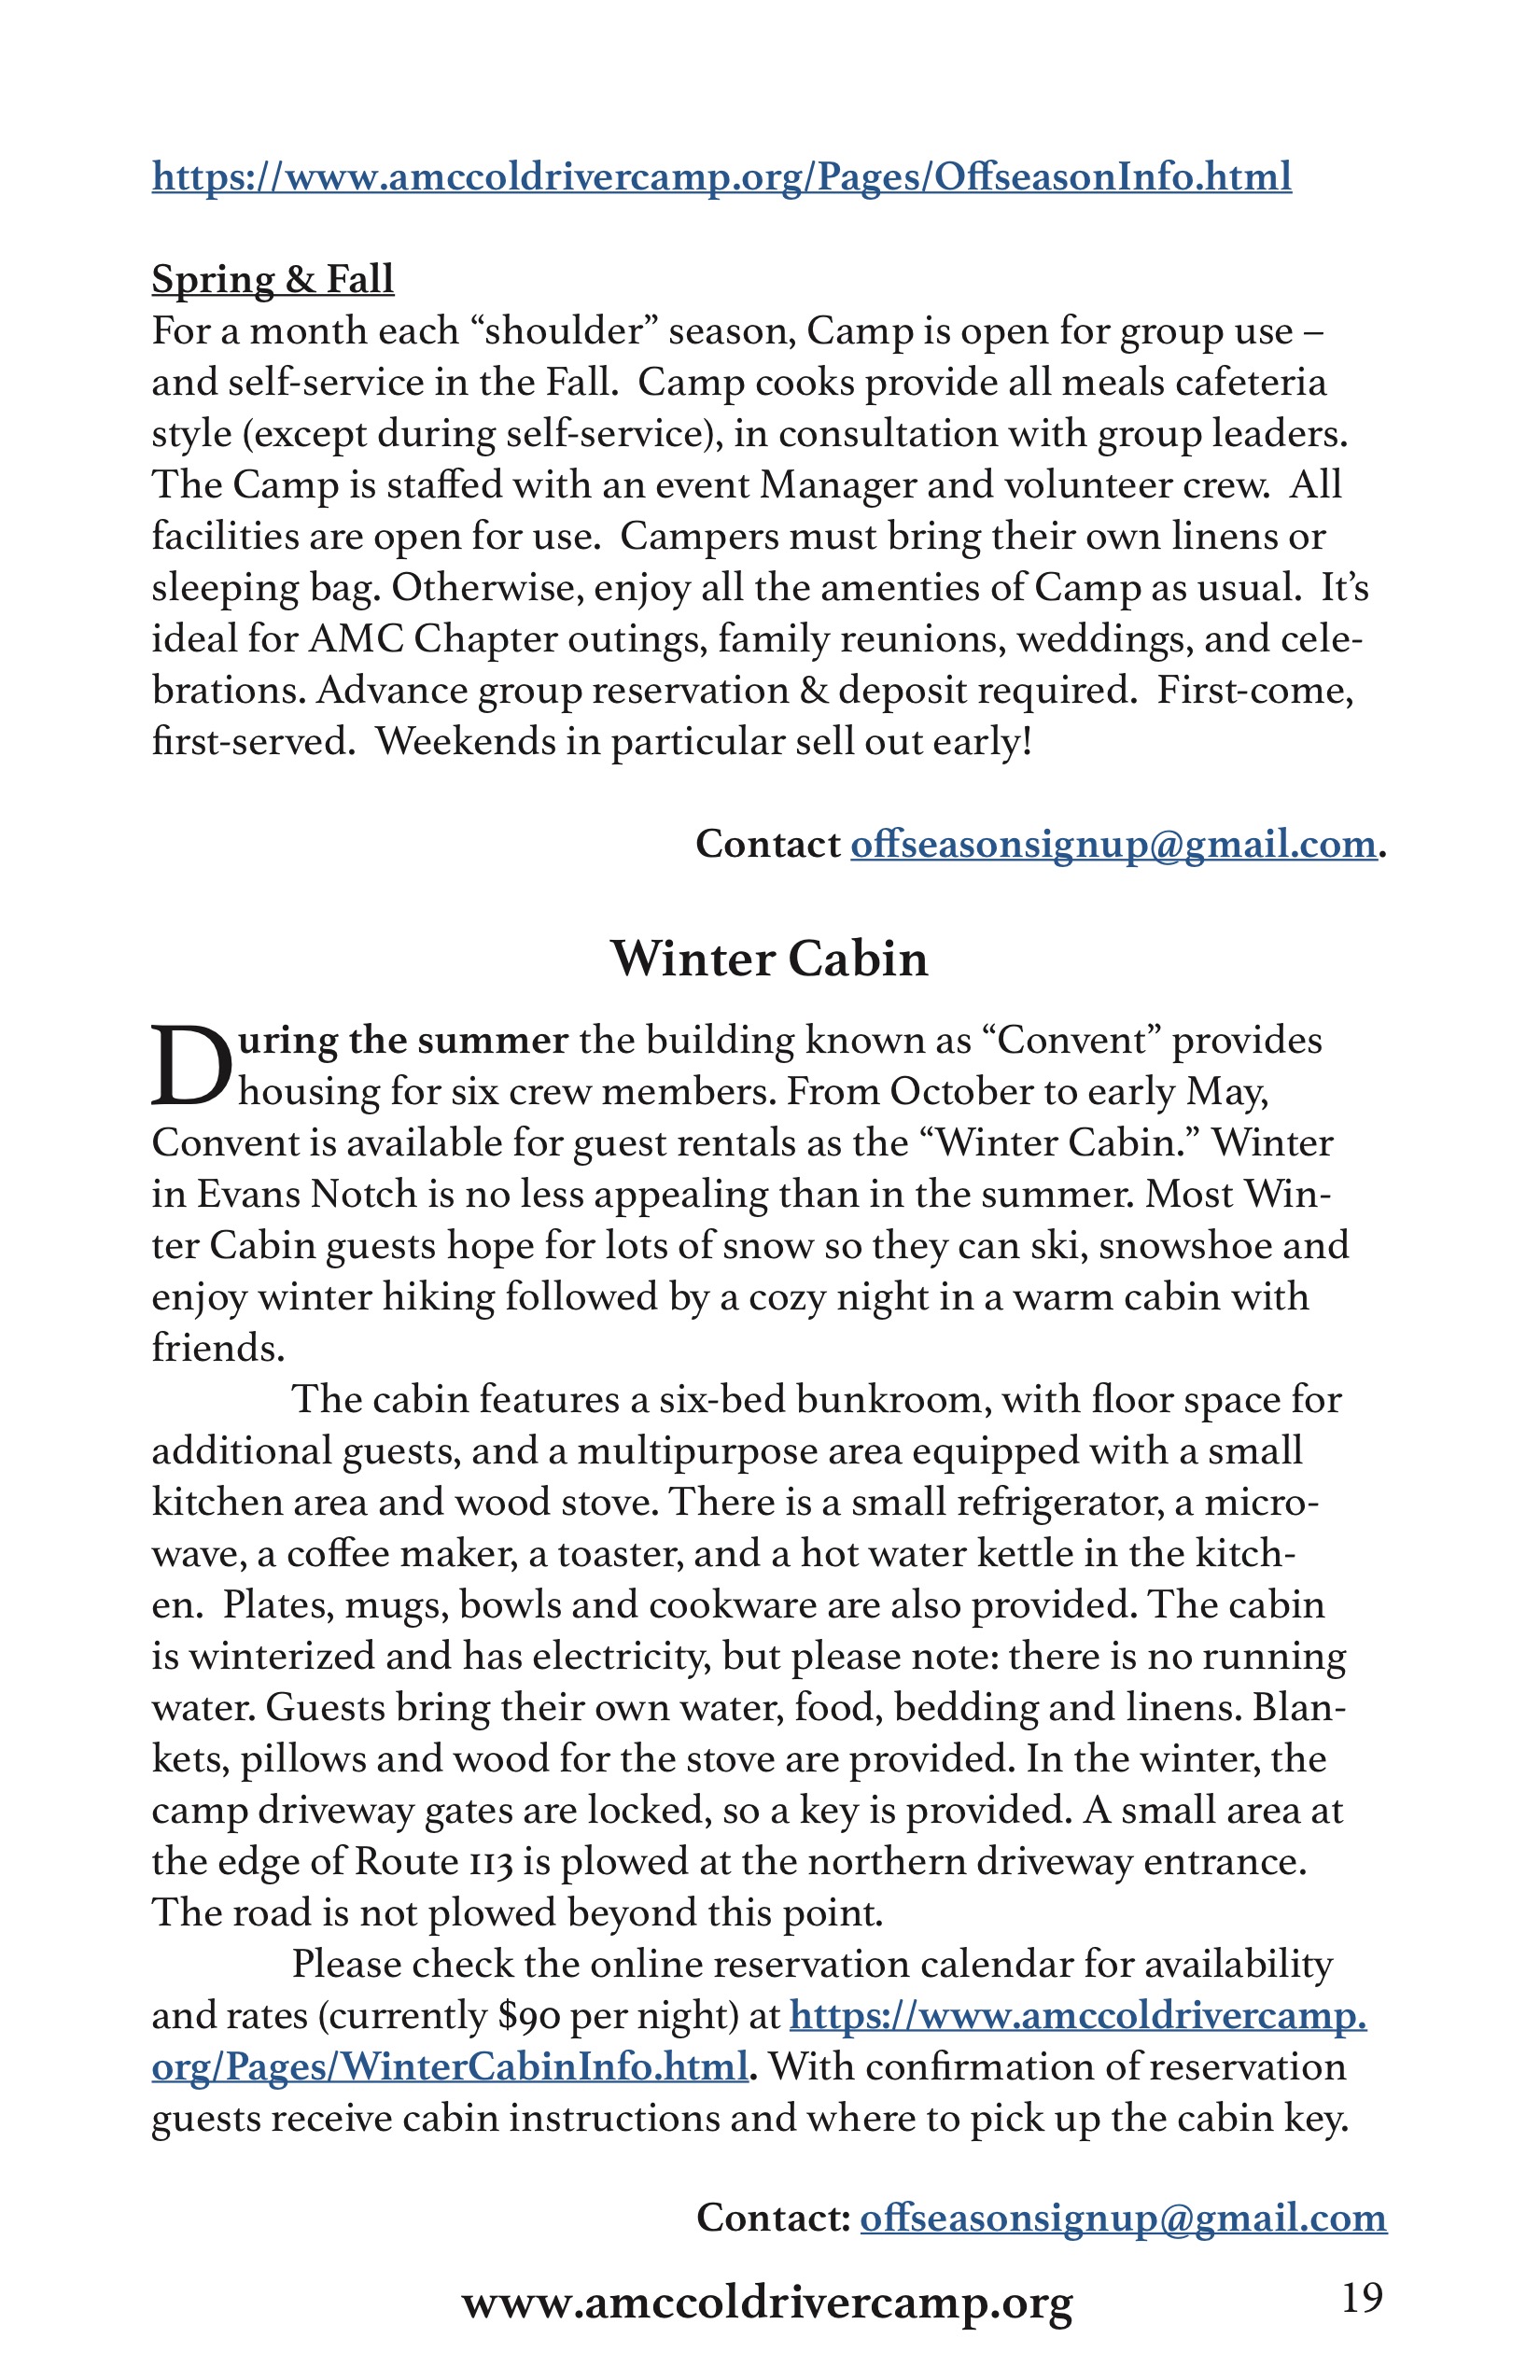 https://www.amccoldrivercamp.org/Pages/OffseasonInfo.html
Spring & Fall
For a month each “shoulder” season, Camp is open for group use –
and self-service in the Fall.  Camp cooks provide all meals cafeteria
style (except during self-service), in consultation with group leaders.
The Camp is staffed with an event Manager and volunteer crew.  All
facilities are open for use.  Campers must bring their own linens or
sleeping bag. Otherwise, enjoy all the amenties of Camp as usual.  It’s
ideal for AMC Chapter outings, family reunions, weddings, and cele-
brations. Advance group reservation & deposit required.  First-come,
first-served.  Weekends in particular sell out early!
Contact offseasonsignup@gmail.com.
Winter Cabin
During the summer the building known as “Convent” provides
housing for six crew members. From October to early May,
Convent is available for guest rentals as the “Winter Cabin.” Winter
in Evans Notch is no less appealing than in the summer. Most Win-
ter Cabin guests hope for lots of snow so they can ski, snowshoe and
enjoy winter hiking followed by a cozy night in a warm cabin with
friends.
The cabin features a six-bed bunkroom, with floor space for
additional guests, and a multipurpose area equipped with a small
kitchen area and wood stove. There is a small refrigerator, a micro-
wave, a coffee maker, a toaster, and a hot water kettle in the kitch-
en.  Plates, mugs, bowls and cookware are also provided. The cabin
is winterized and has electricity, but please note: there is no running
water. Guests bring their own water, food, bedding and linens. Blan-
kets, pillows and wood for the stove are provided. In the winter, the
camp driveway gates are locked, so a key is provided. A small area at
the edge of Route 113 is plowed at the northern driveway entrance.
The road is not plowed beyond this point.
Please check the online reservation calendar for availability
and rates (currently $90 per night) at https://www.amccoldrivercamp.
org/Pages/WinterCabinInfo.html. With confirmation of reservation
guests receive cabin instructions and where to pick up the cabin key.
Contact: offseasonsignup@gmail.com
www.amccoldrivercamp.org 19